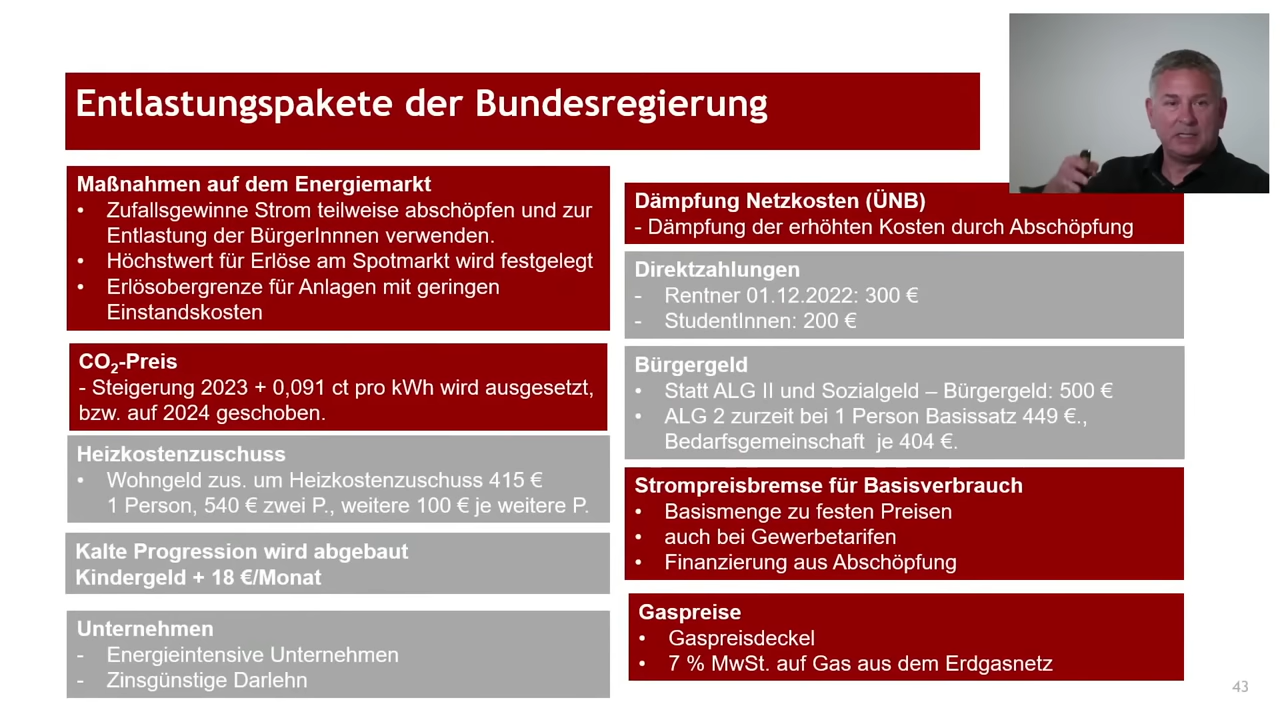 Entlastungspakete der Bundesregierung
Maßnahmen auf dem Energiemarkt
• Zufallsgewinne Strom teilweise abschöpfen und zur
Entlastung der BürgerInnnen verwenden.
• Höchstwert für Erlöse am Spotmarkt wird festgelegt
• Erlösobergrenze für Anlagen mit geringen
Einstandskosten
CO₂-Preis
- Steigerung 2023 + 0,091 ct pro kWh wird ausgesetzt,
bzw. auf 2024 geschoben.
Heizkostenzuschuss
• Wohngeld zus. um Heizkostenzuschuss 415 €
1 Person, 540 € zwei P., weitere 100 € je weitere P.
Kalte Progression wird abgebaut
Kindergeld + 18 €/Monat
Unternehmen
- Energieintensive Unternehmen
- Zinsgünstige Darlehn
Dämpfung Netzkosten (ÜNB)
- Dämpfung der erhöhten Kosten durch Abschöpfung
Direktzahlungen
- Rentner 01.12.2022: 300 €
- StudentInnen: 200 €
Bürgergeld
• Statt ALG II und Sozialgeld – Bürgergeld: 500 €
• ALG 2 zurzeit bei 1 Person Basissatz 449 €.,
Bedarfsgemeinschaft je 404 €.
Strompreisbremse für Basisverbrauch
• Basismenge zu festen Preisen
• auch bei Gewerbetarifen
• Finanzierung aus Abschöpfung
Gaspreise
• Gaspreisdeckel
• 7 % MwSt. auf Gas aus dem Erdgasnetz
43